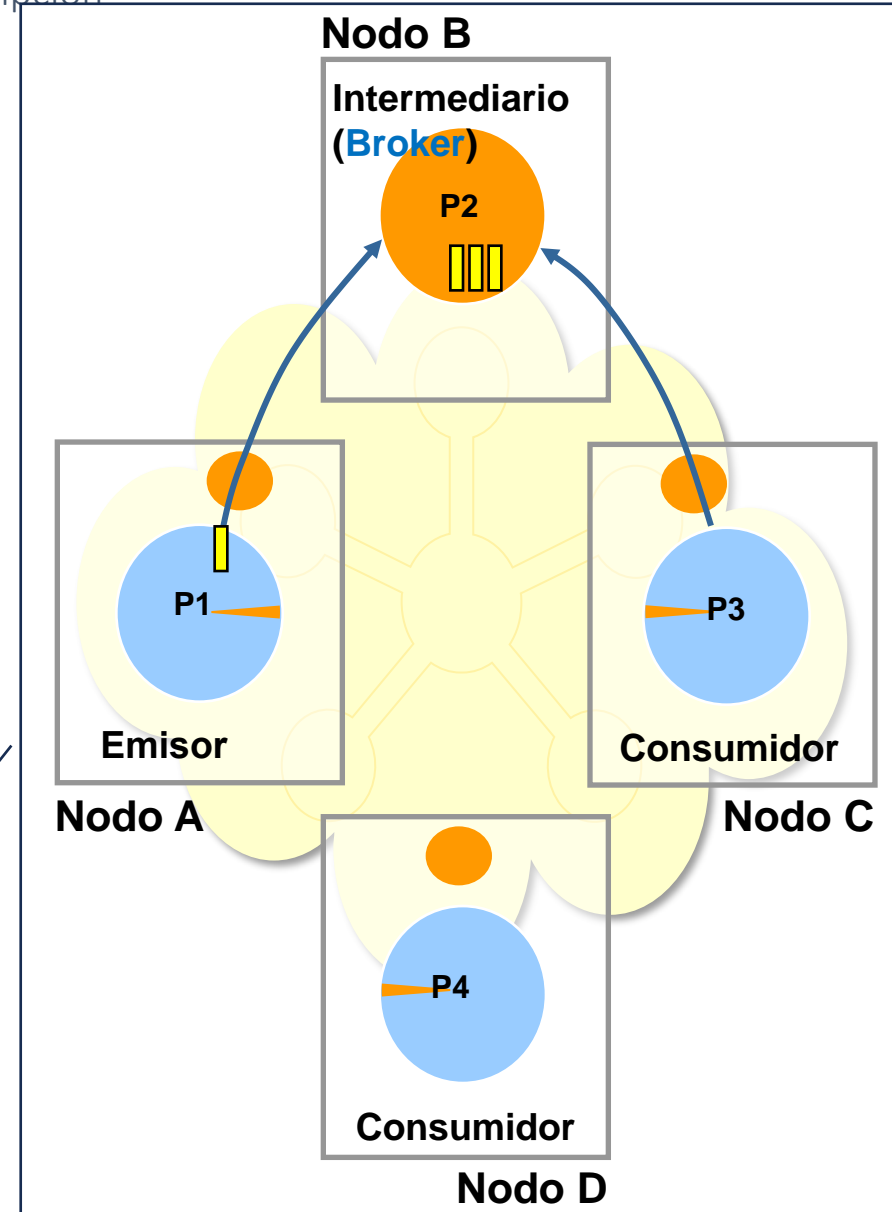 Nodo B
Intermediario
(Broker)
P2
P1
P3
Emisor
Consumidor
Nodo A
Nodo C
P4
Consumidor
Nodo D